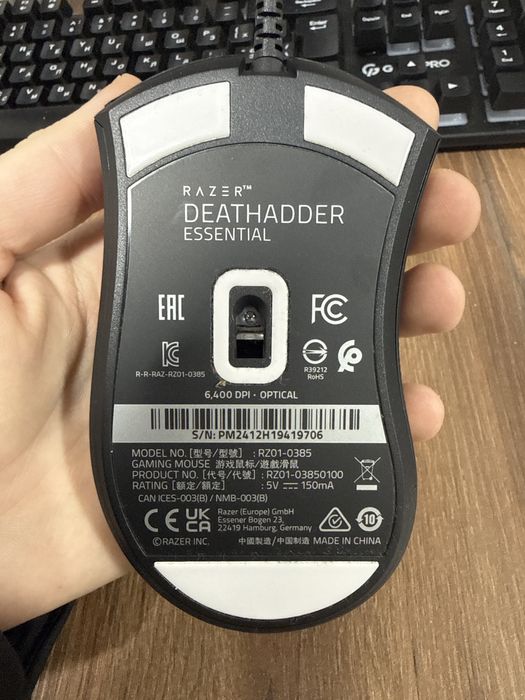 Enter
G PRO
RAZER™
DEATHADDER
ESSENTIAL
EAC
FC
R-R-RAZ-RZ01-0385
R39212
RoHS
6,400 DPI · OPTICAL
S/N: PM2412H19419706
MODEL NO. [型号/型號] : RZ01-0385
GAMING MOUSE 游戏鼠标/遊戲滑鼠
PRODUCT NO. [代号/代號] : RZ01-03850100
RATING [額定/額定] : 5V ⎓ 150mA
CAN ICES-003(B) / NMB-003(B)
CE UK CA
Razer (Europe) GmbH
Essener Bogen 23,
22419 Hamburg, Germany
10
©RAZER INC.
中國製造/中国制造 MADE IN CHINA